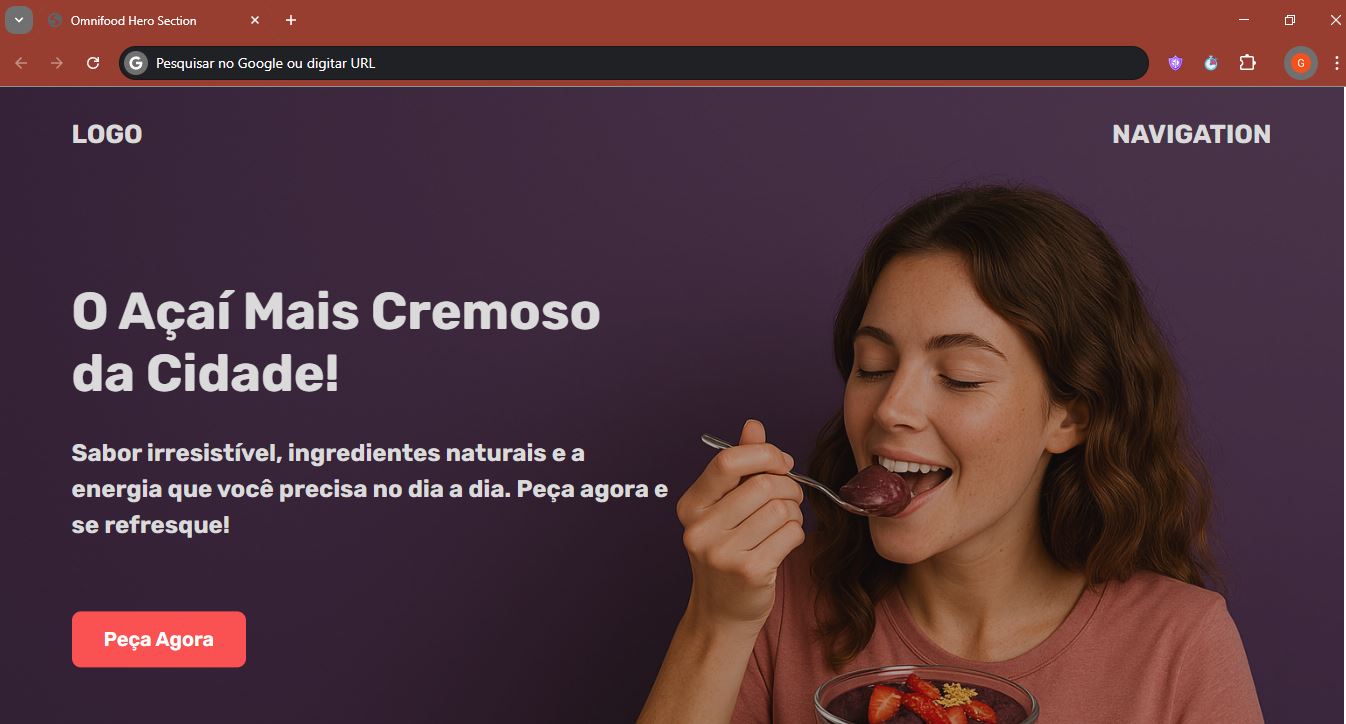 Omnifood Hero Section
Pesquisar no Google ou digitar URL
G
LOGO
NAVIGATION
O Açaí Mais Cremoso
da Cidade!
Sabor irresistível, ingredientes naturais e a
energia que você precisa no dia a dia. Peça agora e
se refresque!
Peça Agora